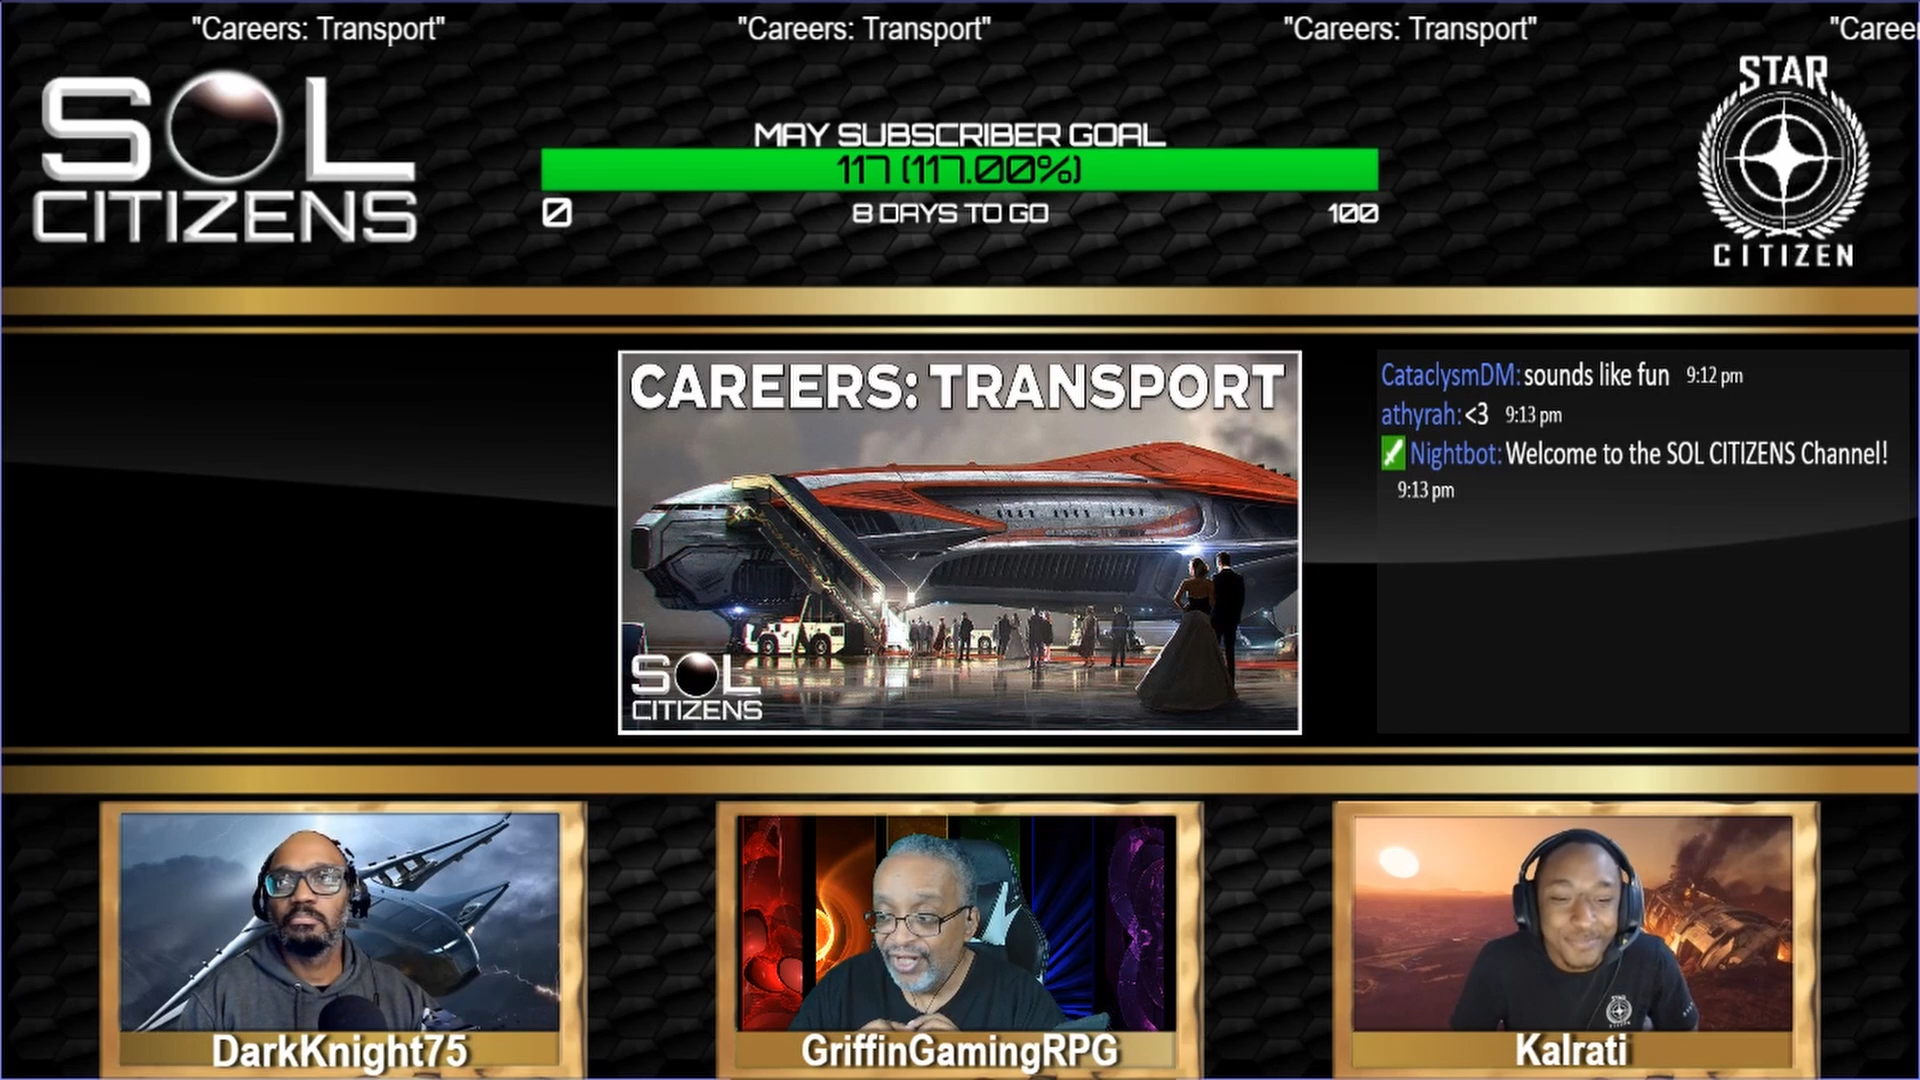 "Careers: Transport" "Careers: Transport" "Careers: Transport" "Career
SOL
CITIZENS
MAY SUBSCRIBER GOAL
117 (117.00%)
0 8 DAYS TO GO 100
STAR
CITIZEN
CAREERS: TRANSPORT
SOL
CITIZENS
CataclysmDM: sounds like fun 9:12 pm
athyrah: <3 9:13 pm
Nightbot: Welcome to the SOL CITIZENS Channel!
9:13 pm
DarkKnight75
GriffinGamingRPG
Kalrati